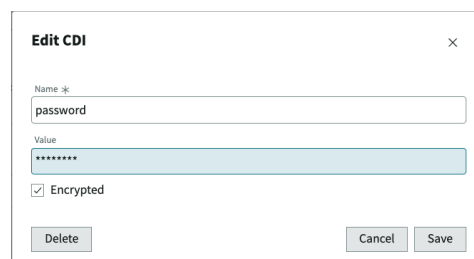 Edit CDI
Name *
password
Value
********
Encrypted
Delete Cancel Save